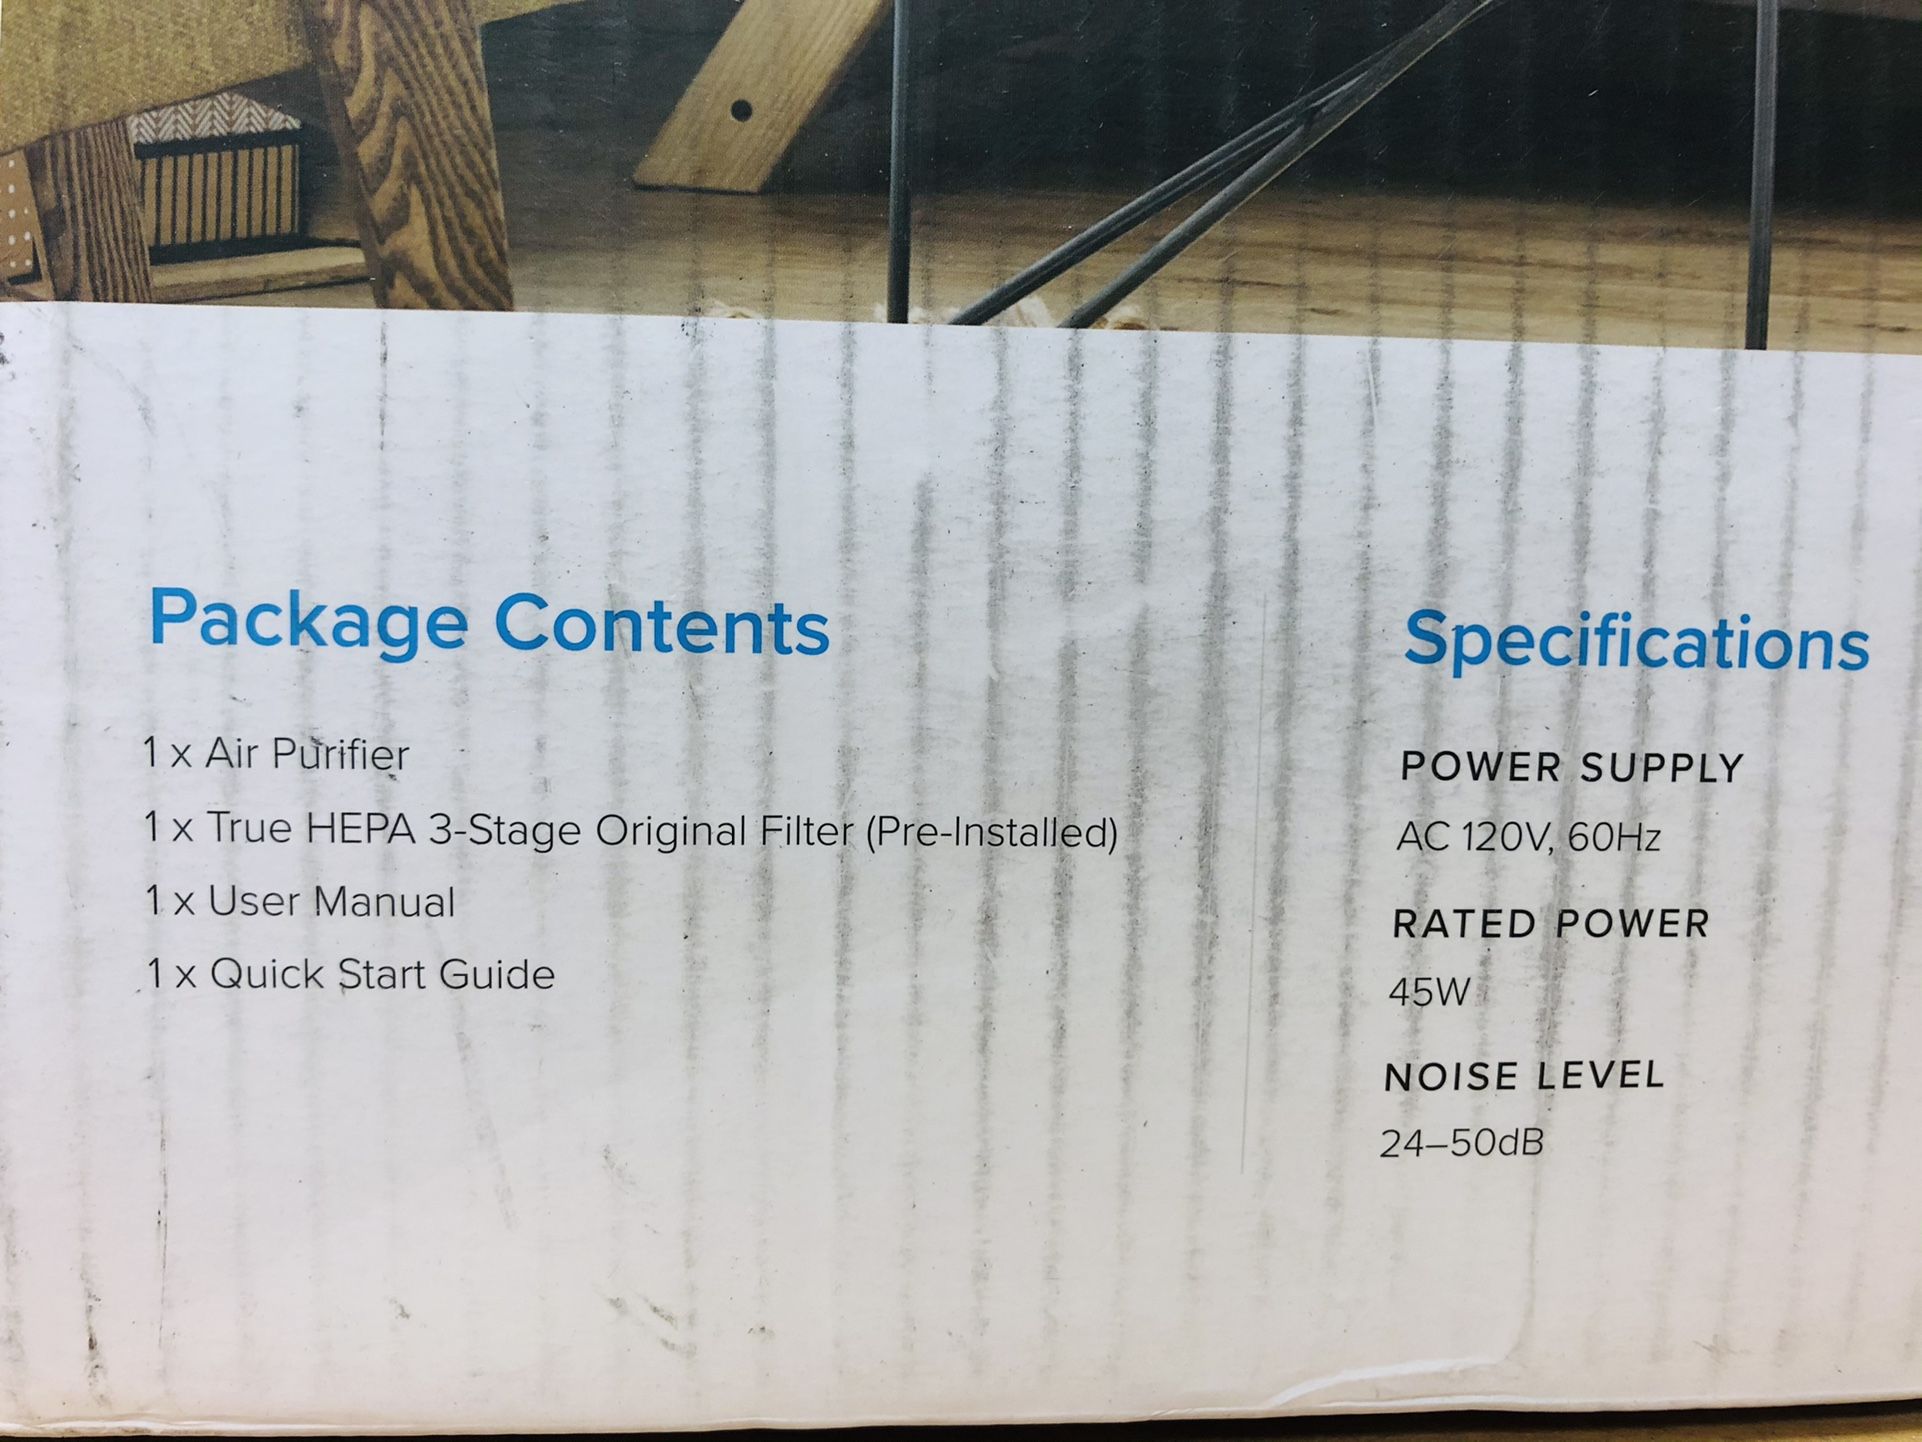 Package Contents
1 x Air Purifier
1 x True HEPA 3-Stage Original Filter (Pre-Installed)
1 x User Manual
1 x Quick Start Guide
Specifications
POWER SUPPLY
AC 120V, 60Hz
RATED POWER
45W
NOISE LEVEL
24–50dB